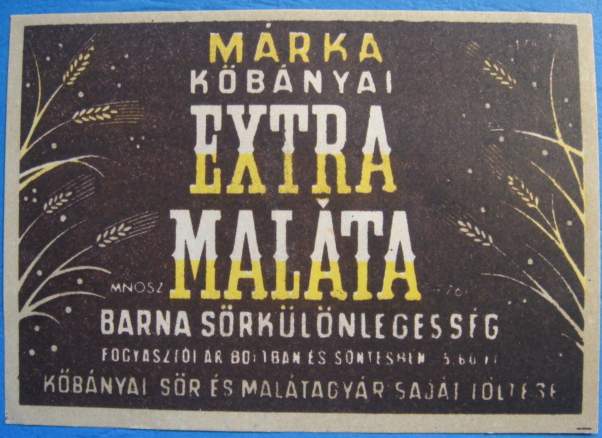 MÁRKA
KŐBÁNYAI
EXTRA
MALÁTA
MNOSZ
BARNA SÖRKÜLÖNLEGESSÉG
FOGYASZTÓI ÁR BOLTBAN ÉS SÖNTÉSBEN 5.60 Ft
KŐBÁNYAI SÖR ÉS MALÁTAGYÁR SAJÁT TÖLTÉSE